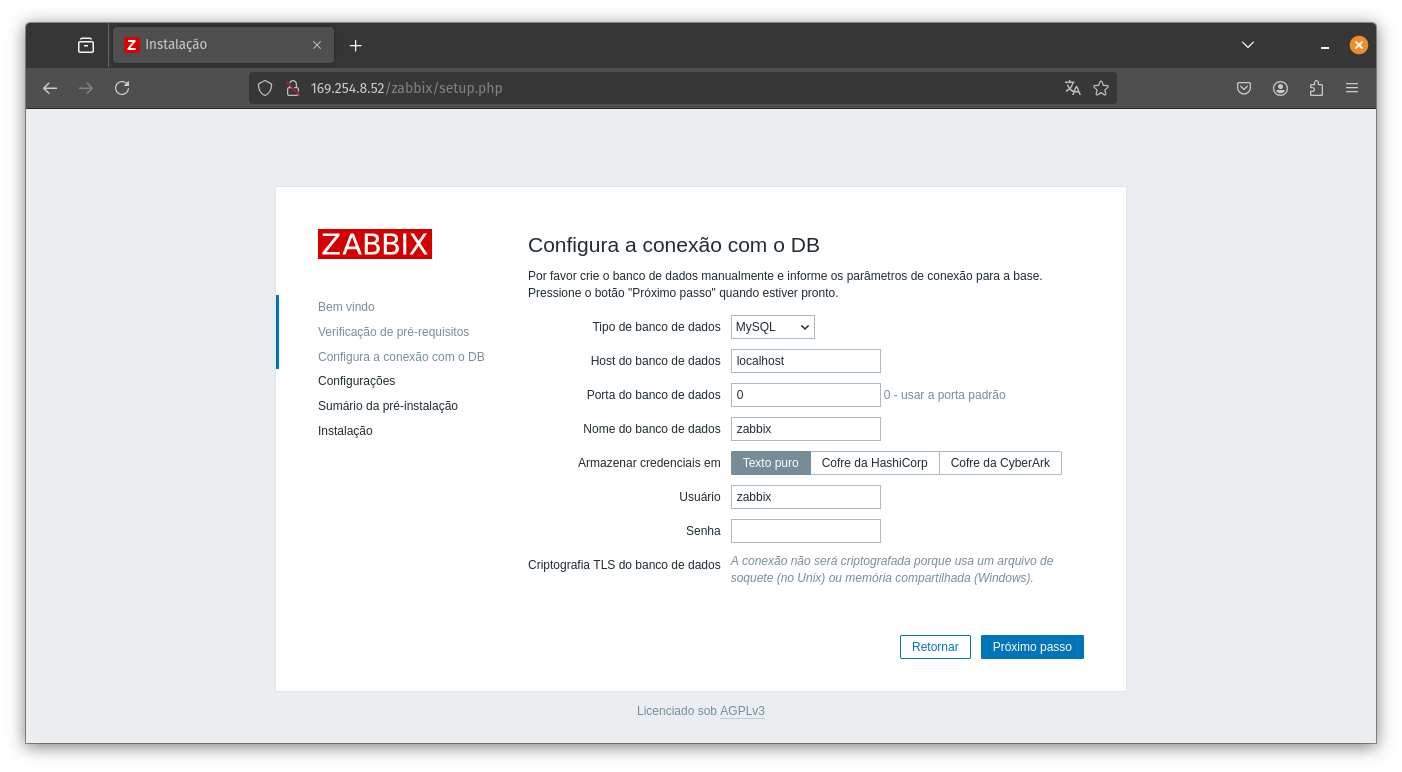 Instalação
169.254.8.52/zabbix/setup.php
ZABBIX
Bem vindo
Verificação de pré-requisitos
Configura a conexão com o DB
Configurações
Sumário da pré-instalação
Instalação
Configura a conexão com o DB
Por favor crie o banco de dados manualmente e informe os parâmetros de conexão para a base.
Pressione o botão "Próximo passo" quando estiver pronto.
Tipo de banco de dados MySQL
Host do banco de dados localhost
Porta do banco de dados 0 0 - usar a porta padrão
Nome do banco de dados zabbix
Armazenar credenciais em Texto puro Cofre da HashiCorp Cofre da CyberArk
Usuário zabbix
Senha
Criptografia TLS do banco de dados A conexão não será criptografada porque usa um arquivo de
soquete (no Unix) ou memória compartilhada (Windows).
Retornar Próximo passo
Licenciado sob AGPLv3